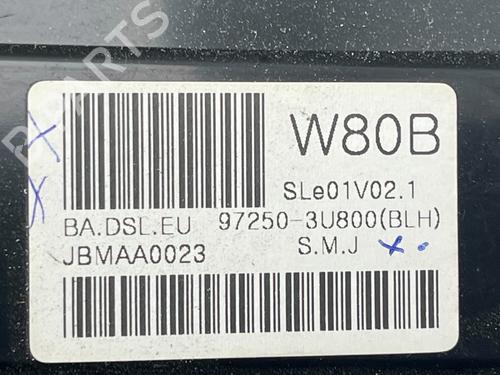 W80B
SLe01V02.1
BA.DSL.EU 97250-3U800(BLH)
JBMAA0023 S.M.J